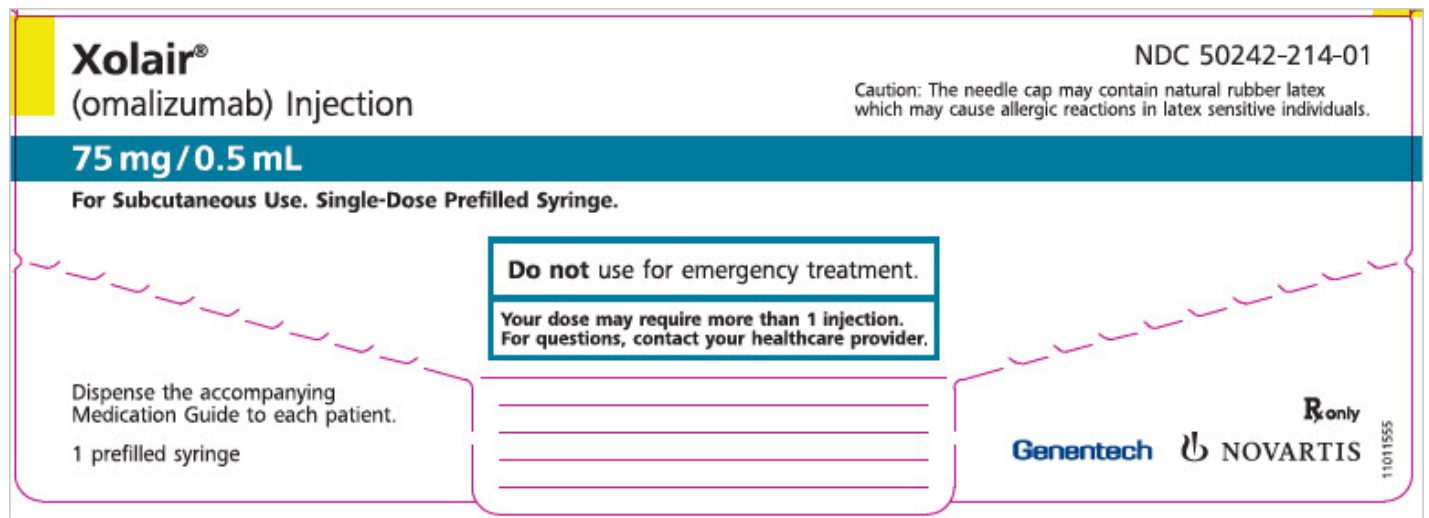 Xolair®
(omalizumab) Injection
NDC 50242-214-01
Caution: The needle cap may contain natural rubber latex
which may cause allergic reactions in latex sensitive individuals.
75 mg/0.5 mL
For Subcutaneous Use. Single-Dose Prefilled Syringe.
Do not use for emergency treatment.
Your dose may require more than 1 injection.
For questions, contact your healthcare provider.
Dispense the accompanying
Medication Guide to each patient.
1 prefilled syringe
Rx only
Genentech
NOVARTIS
11011555